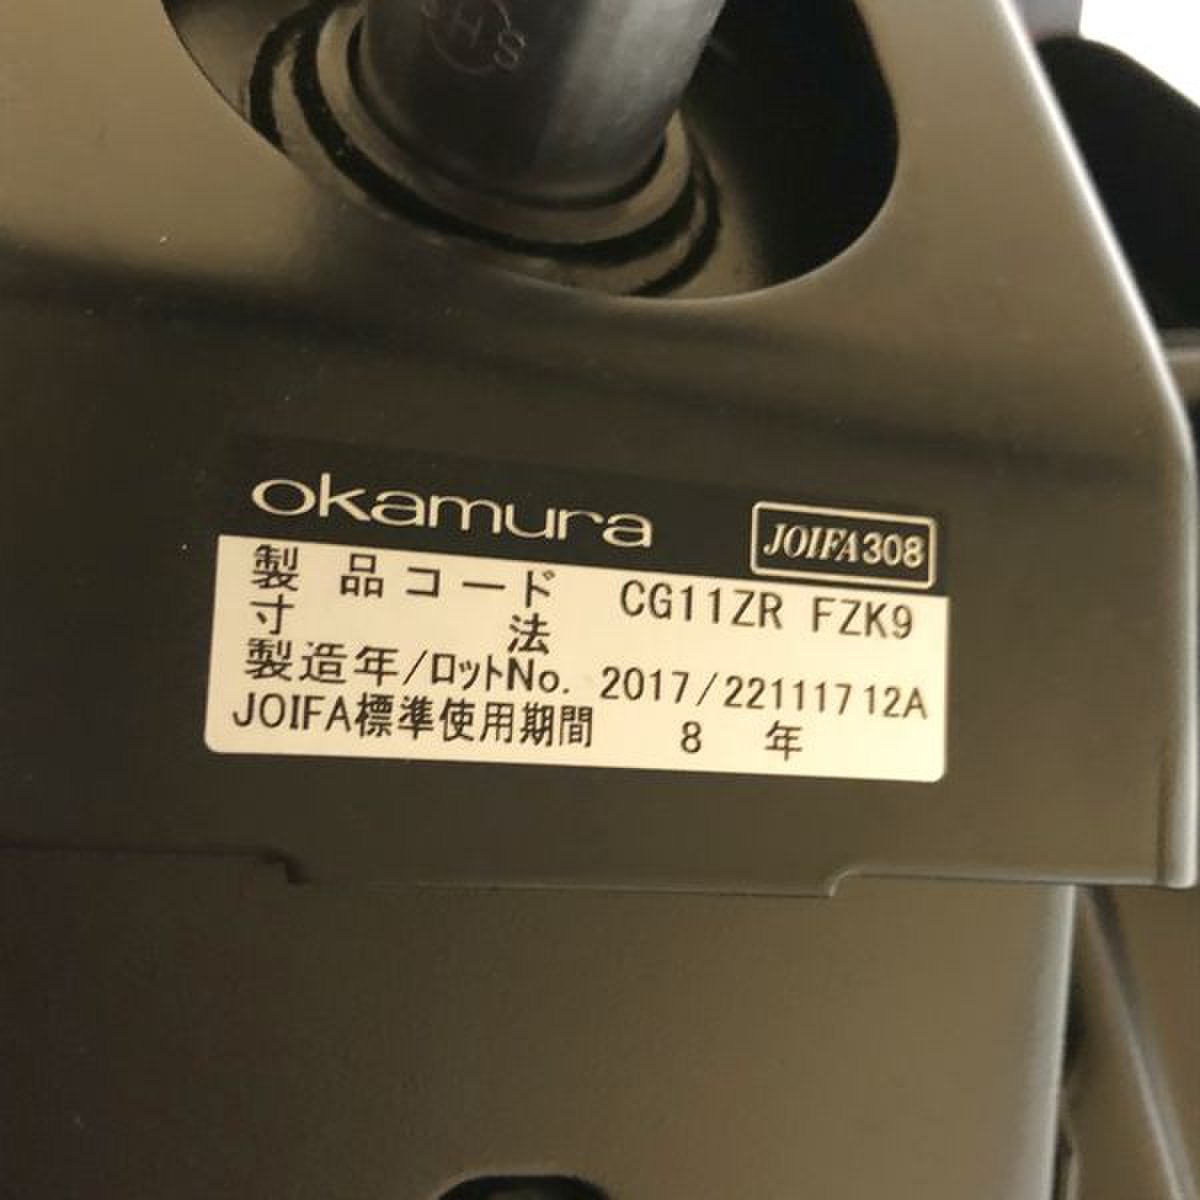 okamura
JOIFA308
製品コード CG11ZR FZK9
寸法
製造年/ロットNo. 2017/22111712A
JOIFA標準使用期間 8 年